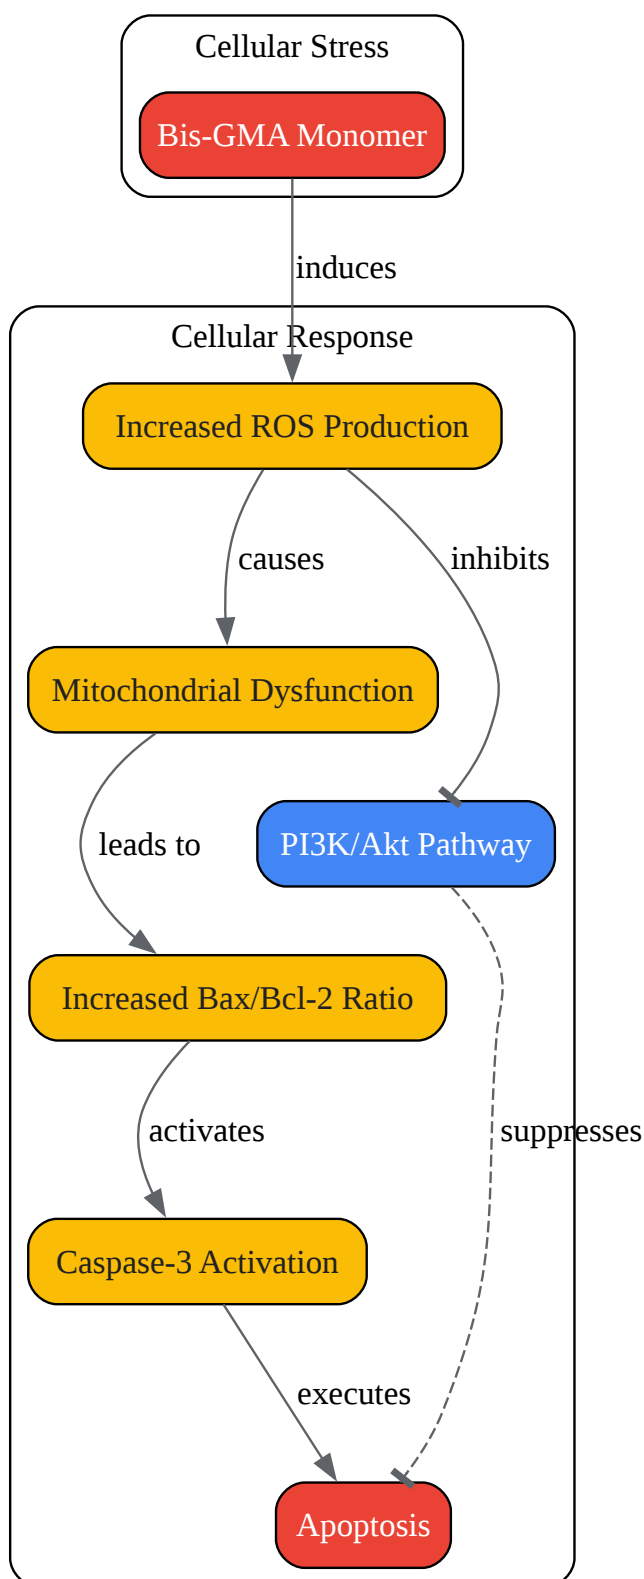 Cellular Stress
Bis-GMA Monomer
induces
Cellular Response
Increased ROS Production
causes
inhibits
Mitochondrial Dysfunction
leads to
PI3K/Akt Pathway
Increased Bax/Bcl-2 Ratio
activates
suppresses
Caspase-3 Activation
executes
Apoptosis